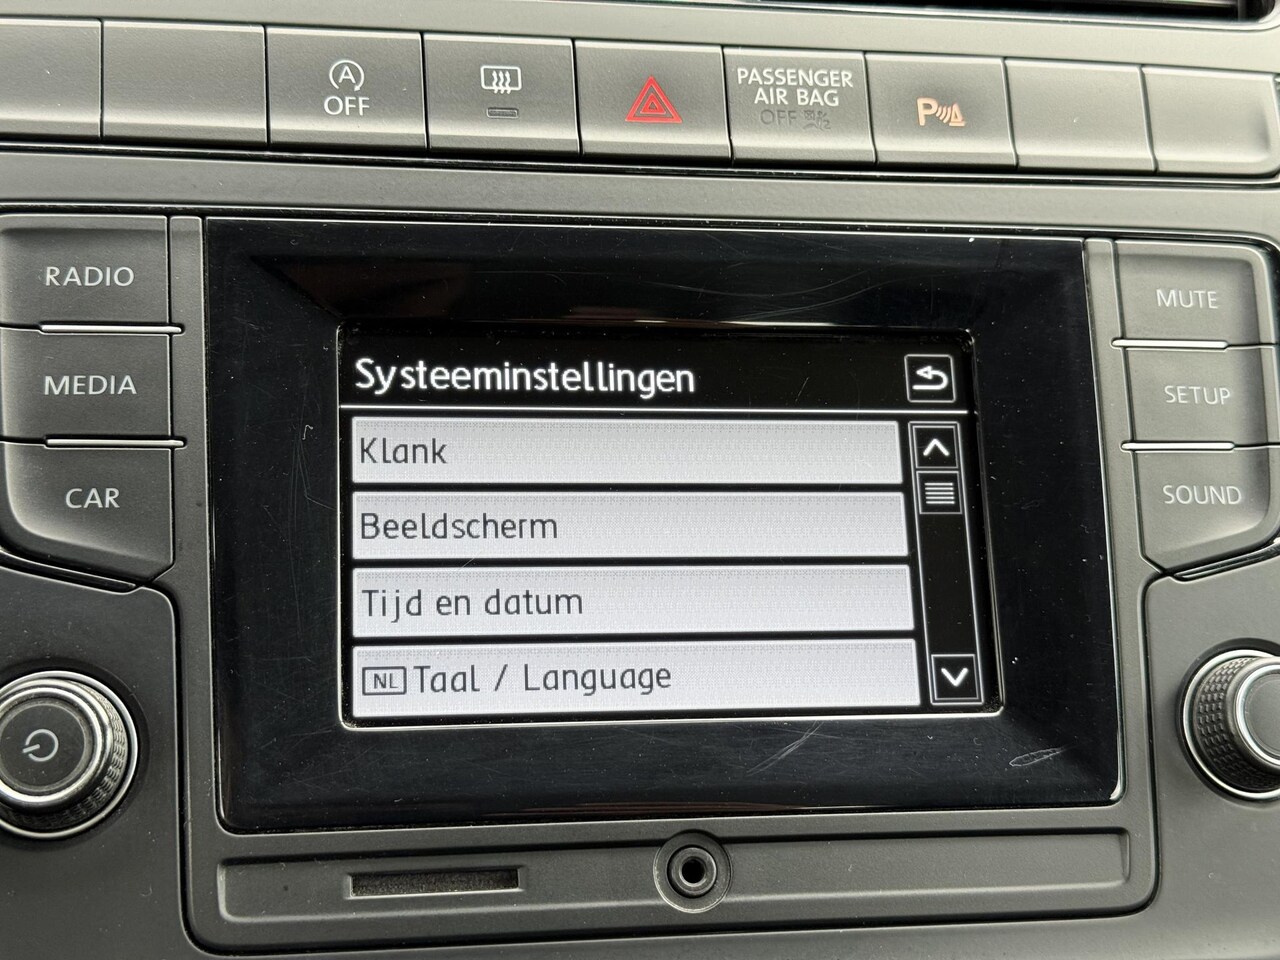 A
OFF
PASSENGER
AIR BAG
OFF
P
RADIO
MEDIA
CAR
Systeeminstellingen
Klank
Beeldscherm
Tijd en datum
NL Taal / Language
MUTE
SETUP
SOUND